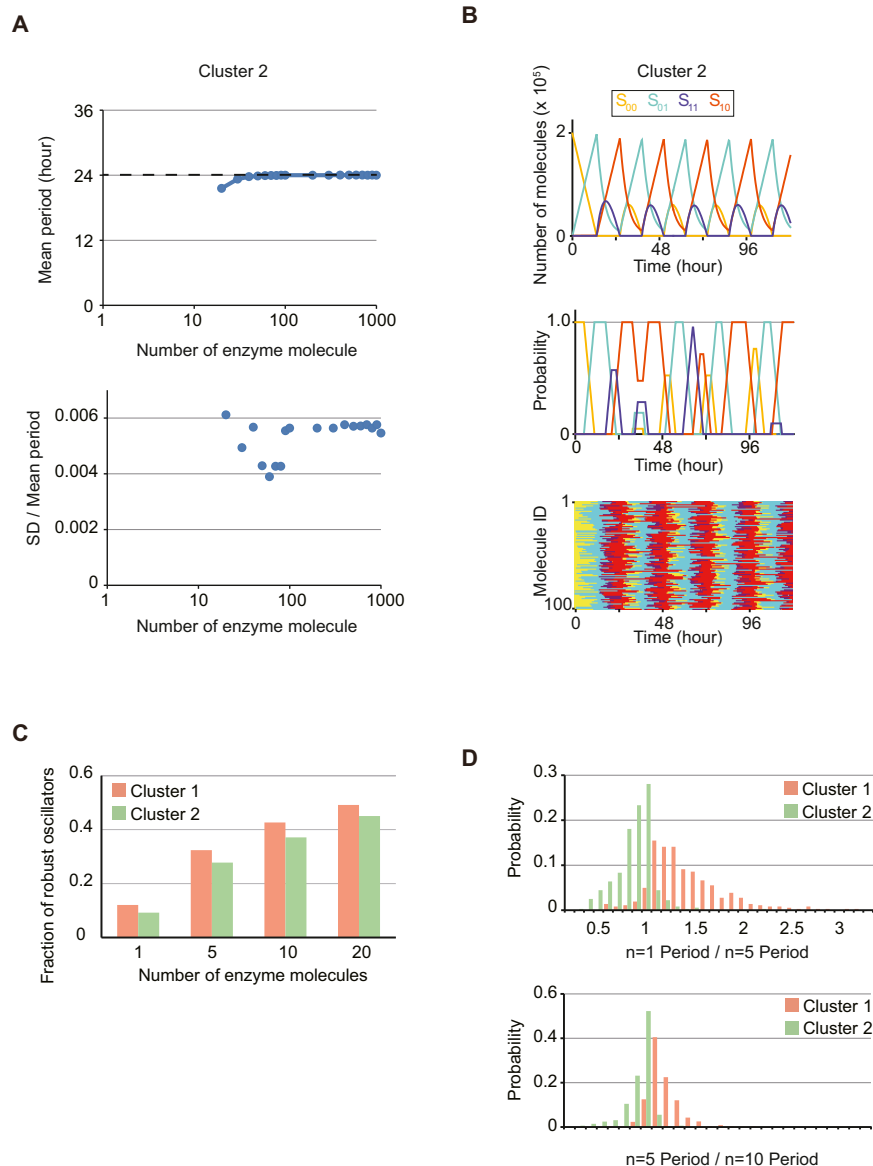 A
Cluster 2
36
24
12
0
Mean period (hour)
1 10 100 1000
Number of enzyme molecule
0.006
0.004
0.002
0
SD / Mean period
1 10 100 1000
Number of enzyme molecule
B
Cluster 2
S00 S01 S11 S10
Number of molecules (x 10⁵)
2
0
0 48 96
Time (hour)
Probability
1.0
0
0 48 96
Time (hour)
Molecule ID
1
100
0 48 96
Time (hour)
C
Fraction of robust oscillators
0.6
0.4
0.2
0
Cluster 1
Cluster 2
1 5 10 20
Number of enzyme molecules
D
Probability
0.3
0.2
0.1
0
Cluster 1
Cluster 2
0.5 1 1.5 2 2.5 3
n=1 Period / n=5 Period
Probability
0.6
0.4
0.2
0
Cluster 1
Cluster 2
n=5 Period / n=10 Period